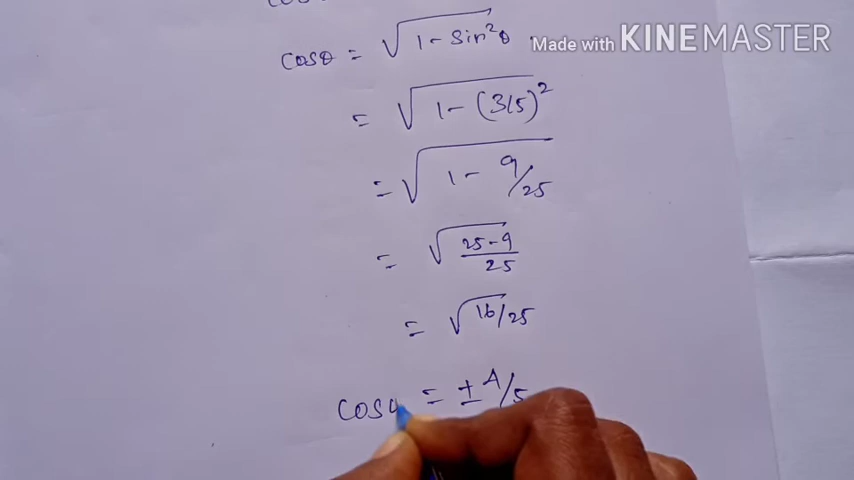 cos
cosθ = √1-sin²θ
Made with KINEMASTER
= √1-(3/5)²
= √1-9/25
= √25-9/25
= √16/25
cosθ = ±4/5